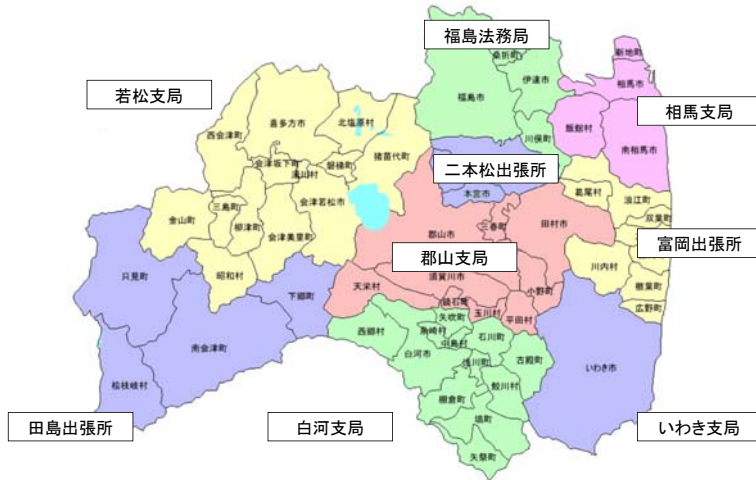 福島法務局
桑折町
新地町
伊達市
相馬市
若松支局
福島市
喜多方市
北塩原村
相馬支局
西会津町
飯舘村
川俣町
南相馬市
猪苗代町
会津坂下町
磐梯町
湯川村
二本松出張所
本宮市
葛尾村
浪江町
三島町
会津若松市
双葉町
金山町
柳津町
三春町
田村市
郡山市
会津美里町
富岡出張所
郡山支局
川内村
只見町
昭和村
須賀川市
天栄村
下郷町
小野町
楢葉町
鏡石町
玉川村
広野町
矢吹町
平田村
西郷村
泉崎村
石川町
中島村
南会津町
白河市
浅川町
古殿町
いわき市
桧枝岐村
鮫川村
棚倉町
塙町
田島出張所
白河支局
いわき支局
矢祭町